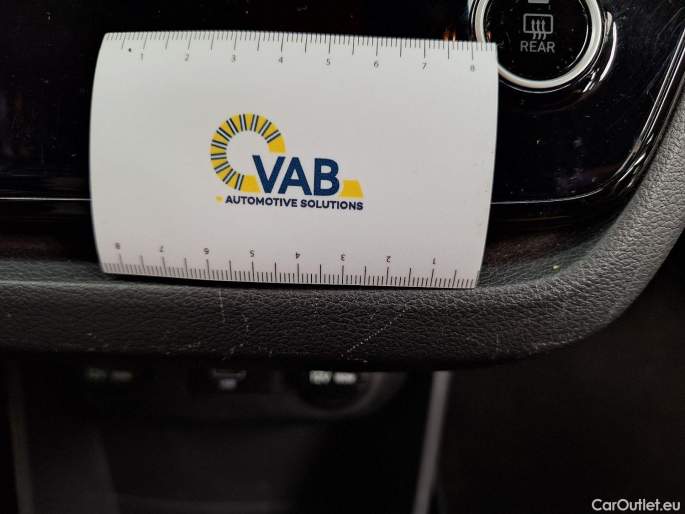 1 2 3 4 5 6 7 8
REAR
VAB
AUTOMOTIVE SOLUTIONS
8 7 6 5 4 3 2 1
12V
CarOutlet.eu